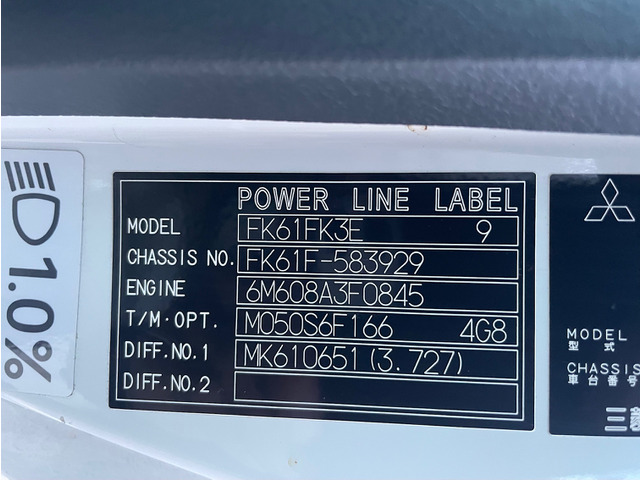 1.0%
POWER LINE LABEL
MODEL FK61FK3E 9
CHASSIS NO. FK61F-583929
ENGINE 6M608A3F0845
T/M·OPT. M050S6F166 4G8
DIFF.NO.1 MK610651(3.727)
DIFF.NO.2
MODEL
型式
CHASSIS
車台番号